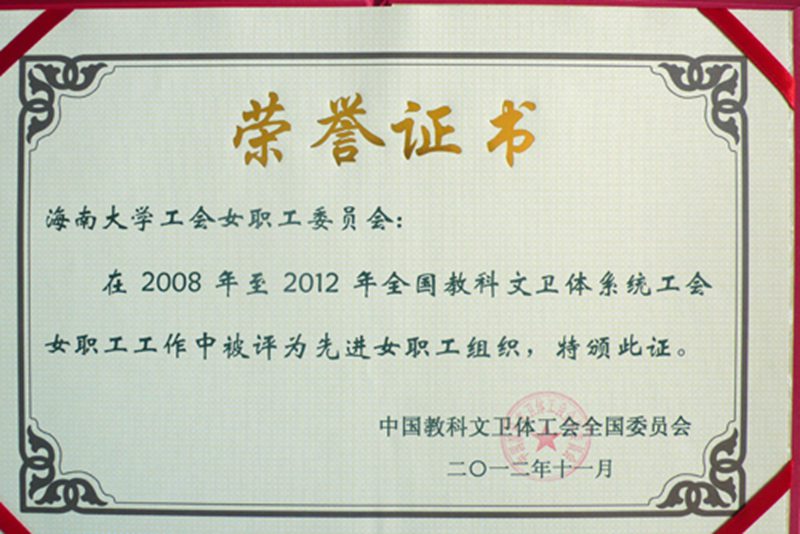 荣誉证书
海南大学工会女职工委员会：
在 2008 年至 2012 年全国教科文卫体系统工会
女职工工作中被评为先进女职工组织，特颁此证。
中国教科文卫体工会全国委员会
二〇一二年十一月